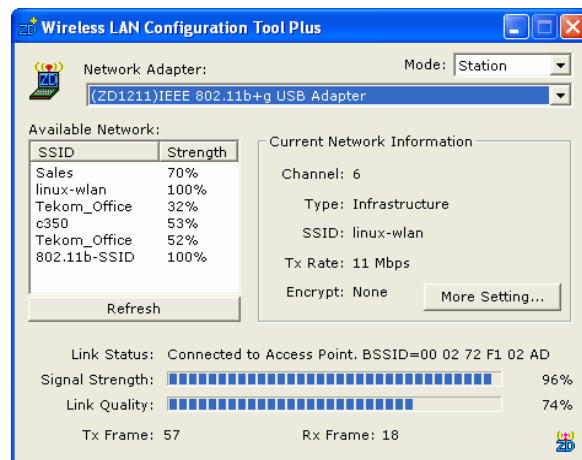 ZD Wireless LAN Configuration Tool Plus
Mode: Station
ZD
Network Adapter:
(ZD1211)IEEE 802.11b+g USB Adapter
Available Network:
SSID Strength
Sales 70%
linux-wlan 100%
Tekom_Office 32%
c350 53%
Tekom_Office 52%
802.11b-SSID 100%
Refresh
Current Network Information
Channel: 6
Type: Infrastructure
SSID: linux-wlan
Tx Rate: 11 Mbps
Encrypt: None
More Setting...
Link Status: Connected to Access Point. BSSID=00 02 72 F1 02 AD
Signal Strength: 96%
Link Quality: 74%
Tx Frame: 57 Rx Frame: 18
ZD